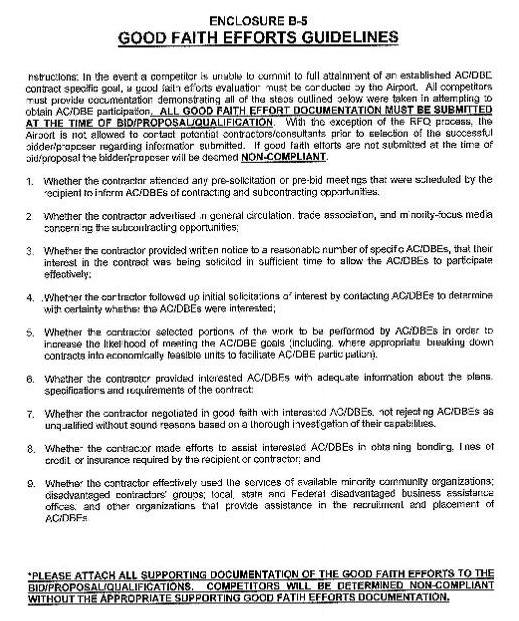 ENCLOSURE B-5
GOOD FAITH EFFORTS GUIDELINES
nstructions: In the event a competitor is unable to commit to full attainment of an established AC/DBE
contract specific goal, a good faith efforts evaluation must be conducted by the Airport. All competitors
must provide documentation demonstrating all of the steps outlined below were taken in attempting to
obtain AC/DBE participation. ALL GOOD FAITH EFFORT DOCUMENTATION MUST BE SUBMITTED
AT THE TIME OF BID/PROPOSAL/QUALIFICATION. With the exception of the RFQ process, the
Airport is not allowed to contact potential contractors/consultants prior to selection of the successful
bidder/proposer regarding information submitted. If good faith efforts are not submitted at the time of
bid/proposal the bidder/proposer will be deemed NON-COMPLIANT.
1. Whether the contractor attended any pre-solicitation or pre-bid meetings that were scheduled by the
recipient to inform AC/DBEs of contracting and subcontracting opportunities.
2. Whether the contractor advertised in general circulation, trade association, and minority-focus media
concerning the subcontracting opportunities;
3. Whether the contractor provided written notice to a reasonable number of specific AC/DBEs, that their
interest in the contract was being solicited in sufficient time to allow the AC/DBEs to participate
effectively;
4. Whether the contractor followed up initial solicitations of interest by contacting AC/DBEs to determine
with certainty whether the AC/DBEs were interested;
5. Whether the contractor selected portions of the work to be performed by AC/DBEs in order to
increase the likelihood of meeting the AC/DBE goals (including, where appropriate breaking down
contracts into economically feasible units to facilitate AC/DBE participation).
6. Whether the contractor provided interested AC/DBEs with adequate information about the plans,
specifications and requirements of the contract;
7. Whether the contractor negotiated in good faith with interested AC/DBEs, not rejecting AC/DBEs as
unqualified without sound reasons based on a thorough investigation of their capabilities.
8. Whether the contractor made efforts to assist interested AC/DBEs in obtaining bonding, lines of
credit, or insurance required by the recipient or contractor; and
9. Whether the contractor effectively used the services of available minority community organizations;
disadvantaged contractors' groups; local, state and Federal disadvantaged business assistance
offices, and other organizations that provide assistance in the recruitment and placement of
AC/DBEs.
*PLEASE ATTACH ALL SUPPORTING DOCUMENTATION OF THE GOOD FAITH EFFORTS TO THE
BID/PROPOSAL/QUALIFICATIONS. COMPETITORS WILL BE DETERMINED NON-COMPLIANT
WITHOUT THE APPROPRIATE SUPPORTING GOOD FATIH EFFORTS DOCUMENTATION.